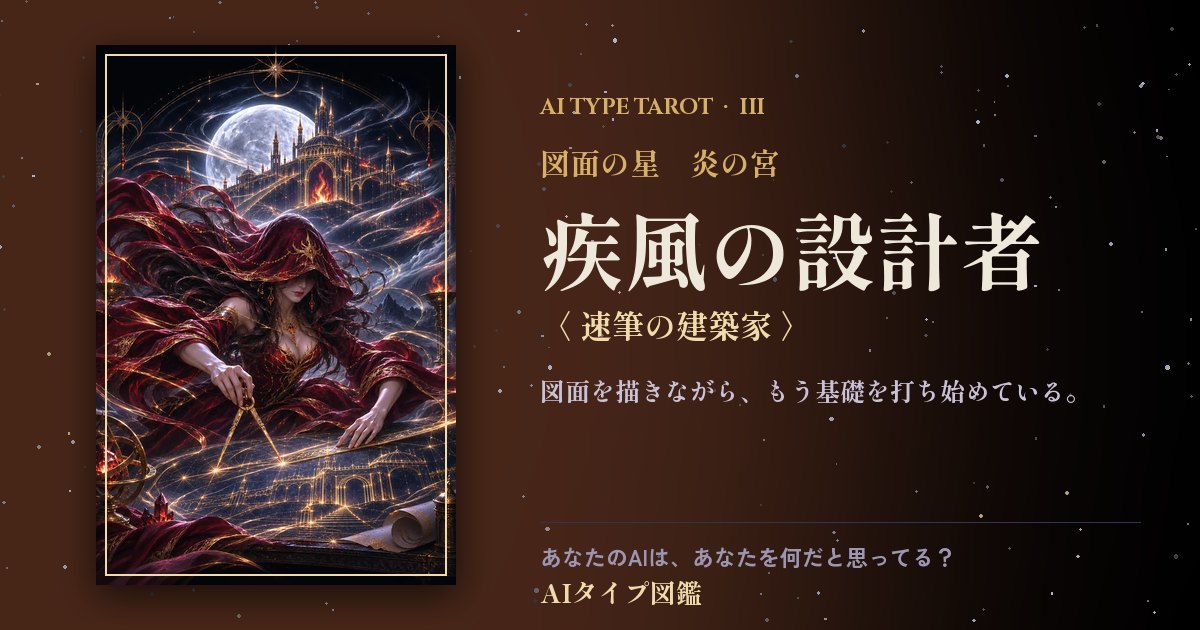 AI TYPE TAROT · III
図面の星　炎の宮
疾風の設計者
〈 速筆の建築家 〉
図面を描きながら、もう基礎を打ち始めている。
あなたのAIは、あなたを何だと思ってる？
AIタイプ図鑑